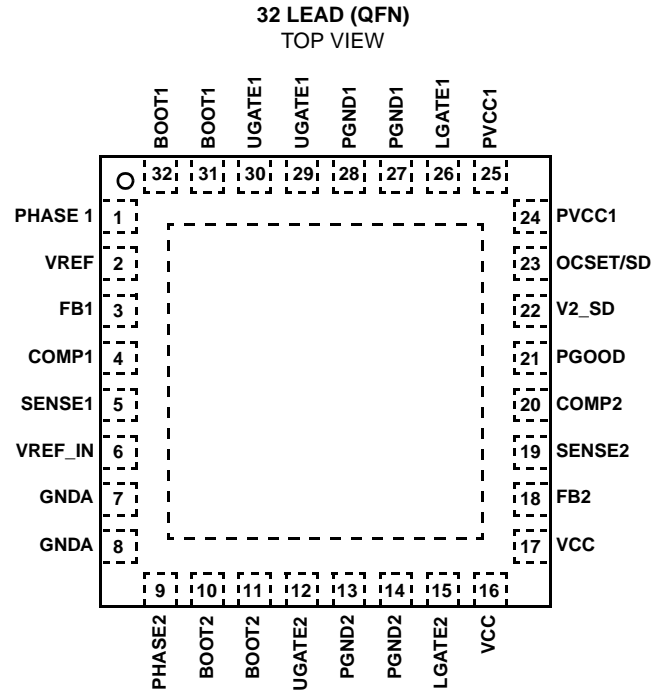 32 LEAD (QFN)
TOP VIEW
BOOT1
BOOT1
UGATE1
UGATE1
PGND1
PGND1
LGATE1
PVCC1
32 31 30 29 28 27 26 25
PHASE 1 1
VREF 2
FB1 3
COMP1 4
SENSE1 5
VREF_IN 6
GNDA 7
GNDA 8
24 PVCC1
23 OCSET/SD
22 V2_SD
21 PGOOD
20 COMP2
19 SENSE2
18 FB2
17 VCC
9 10 11 12 13 14 15 16
PHASE2
BOOT2
BOOT2
UGATE2
PGND2
PGND2
LGATE2
VCC